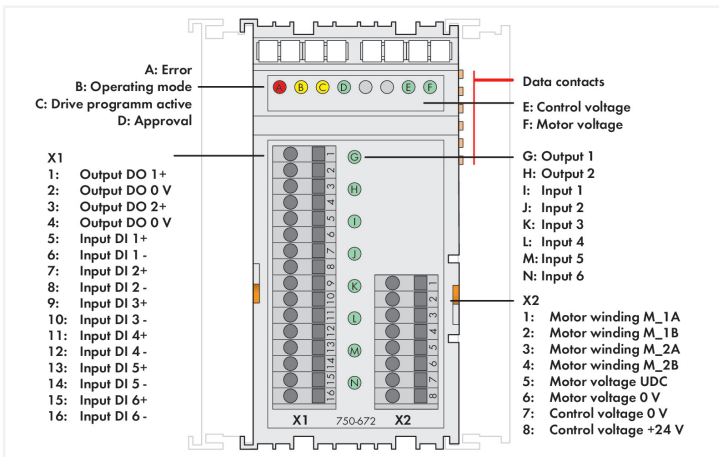 A: Error
B: Operating mode
C: Drive programm active
D: Approval
A B C D E F
Data contacts
E: Control voltage
F: Motor voltage
X1
1: Output DO 1+
2: Output DO 0 V
3: Output DO 2+
4: Output DO 0 V
5: Input DI 1+
6: Input DI 1 -
7: Input DI 2+
8: Input DI 2 -
9: Input DI 3+
10: Input DI 3 -
11: Input DI 4+
12: Input DI 4 -
13: Input DI 5+
14: Input DI 5 -
15: Input DI 6+
16: Input DI 6 -
1 2 3 4 5 6 7 8 9 10 11 12 13 14 15 16
G
H
I
J
K
L
M
N
1 2 3 4 5 6 7 8
X1 750-672 X2
G: Output 1
H: Output 2
I: Input 1
J: Input 2
K: Input 3
L: Input 4
M: Input 5
N: Input 6
X2
1: Motor winding M_1A
2: Motor winding M_1B
3: Motor winding M_2A
4: Motor winding M_2B
5: Motor voltage UDC
6: Motor voltage 0 V
7: Control voltage 0 V
8: Control voltage +24 V